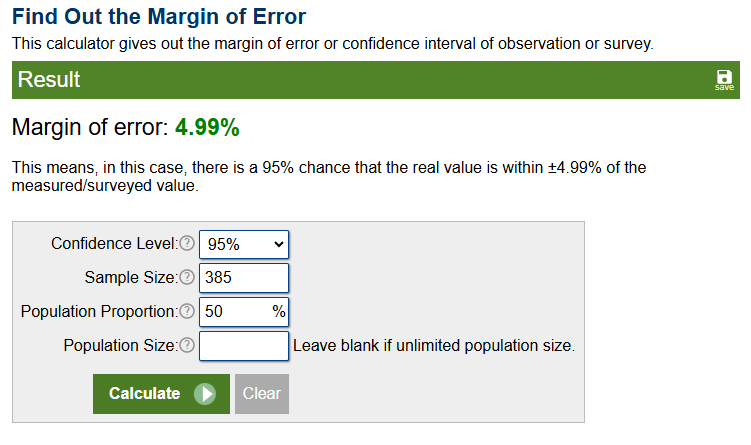 Find Out the Margin of Error
This calculator gives out the margin of error or confidence interval of observation or survey.
Result
save
Margin of error: 4.99%
This means, in this case, there is a 95% chance that the real value is within ±4.99% of the
measured/surveyed value.
Confidence Level: ? 95%
Sample Size: ? 385
Population Proportion: ? 50 %
Population Size: ? Leave blank if unlimited population size.
Calculate Clear